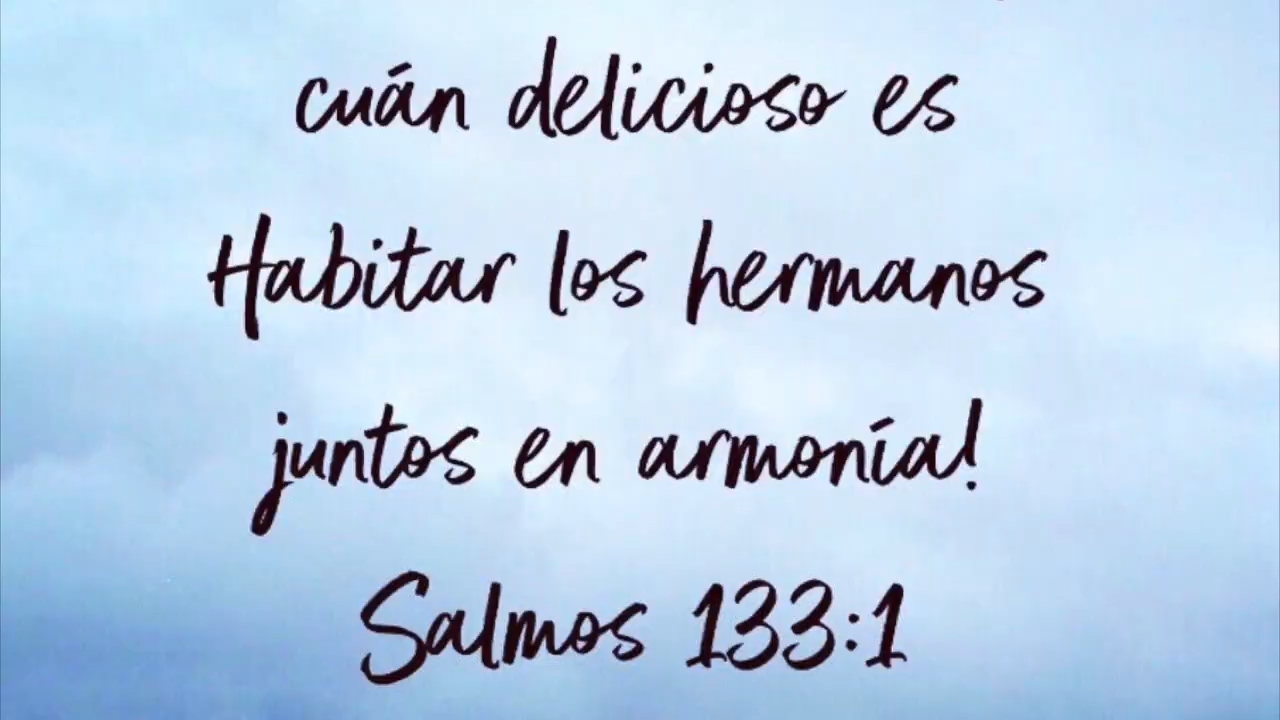 cuán delicioso es
Habitar los hermanos
juntos en armonía!
Salmos 133:1